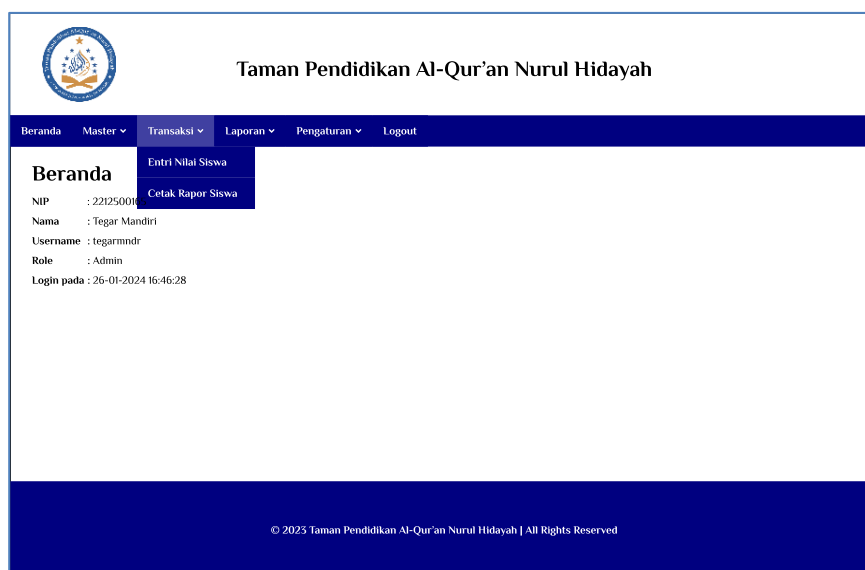 Taman Pendidikan Al-Qur'an Nurul Hidayah
Beranda Master Transaksi Laporan Pengaturan Logout
Entri Nilai Siswa
Cetak Rapor Siswa
Beranda
NIP :
Nama : Tegar Mandiri
Username : tegarmndr
Role : Admin
Login pada : 26-01-2024 16:46:28
© 2023 Taman Pendidikan Al-Qur'an Nurul Hidayah | All Rights Reserved